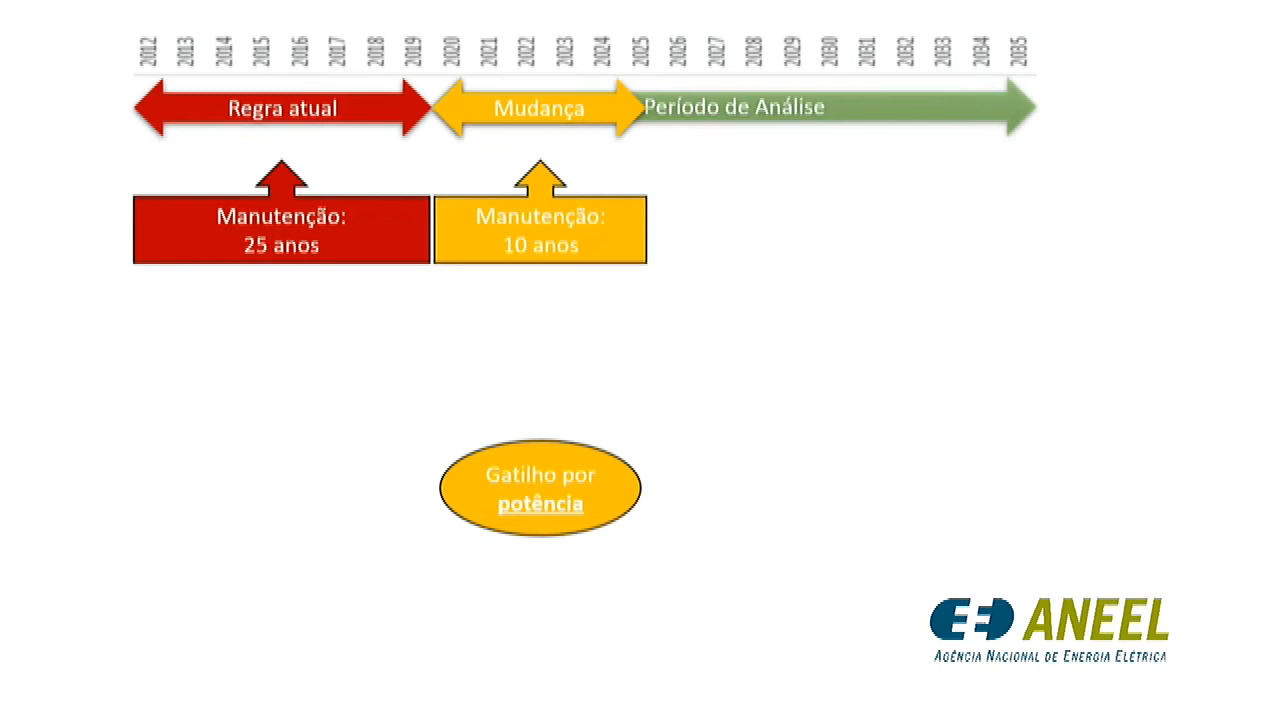 2012 2013 2014 2015 2016 2017 2018 2019 2020 2021 2022 2023 2024 2025 2026 2027 2028 2029 2030 2031 2032 2033 2034 2035
Regra atual
Mudança
Período de Análise
Manutenção:
25 anos
Manutenção:
10 anos
Gatilho por
potência
ANEEL
AGÊNCIA NACIONAL DE ENERGIA ELÉTRICA